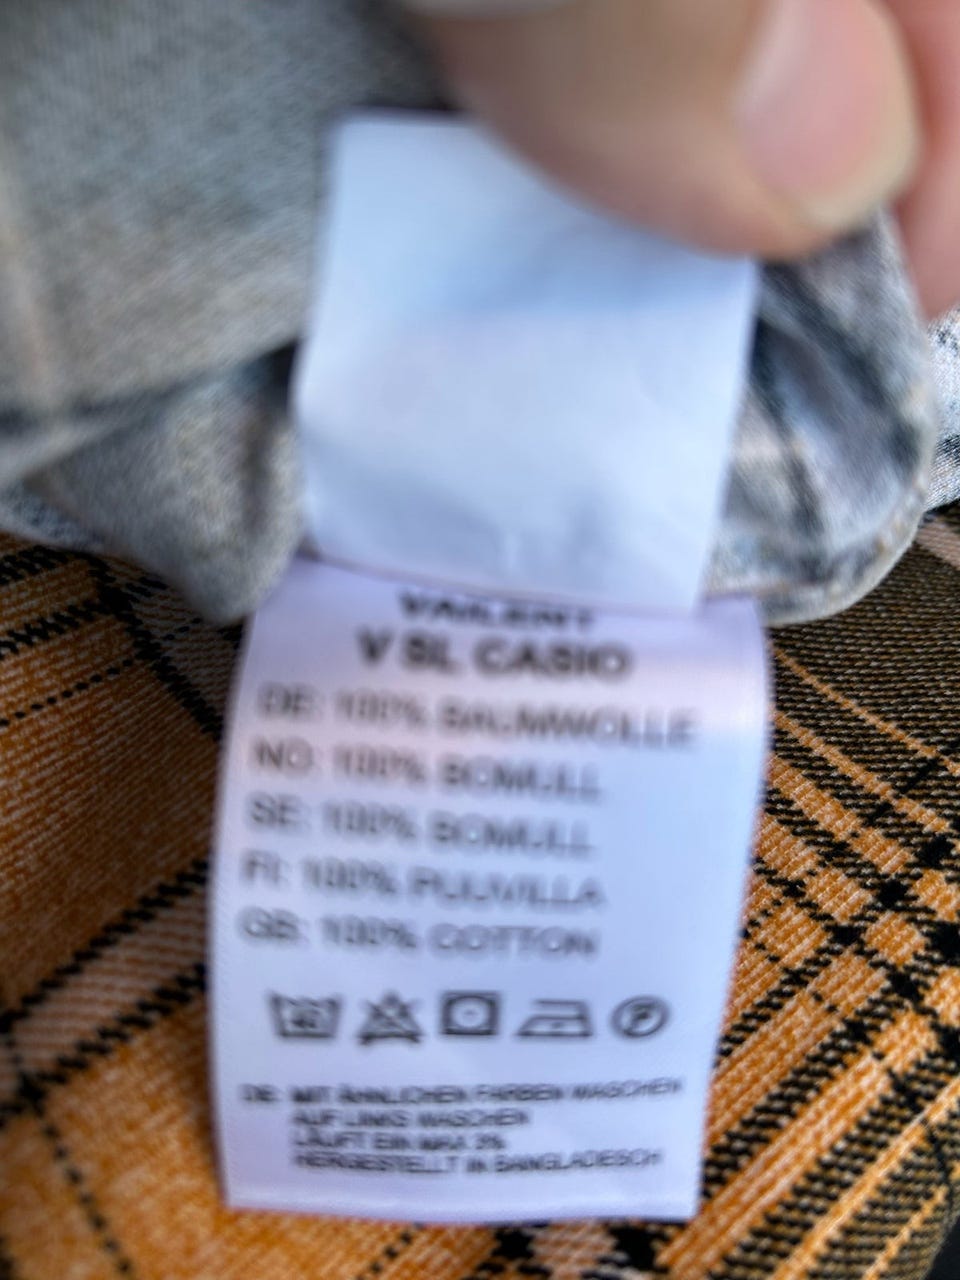 VAILENT
V SL CASIO
DE: 100% BAUMWOLLE
NO: 100% BOMULL
SE: 100% BOMULL
FI: 100% PUUVILLA
GB: 100% COTTON
P
DE: MIT ÄHNLICHEN FARBEN WASCHEN
AUF LINKS WASCHEN
LÄUFT EIN MAX 3%
HERGESTELLT IN BANGLADESCH